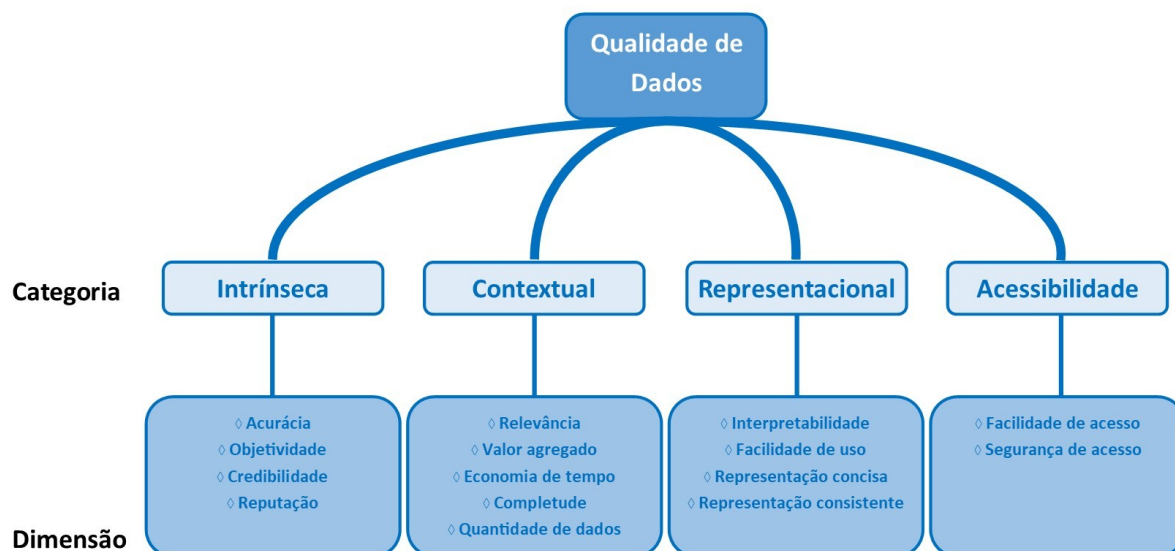 Qualidade de
Dados
Categoria
Intrínseca
Contextual
Representacional
Acessibilidade
◊ Acurácia
◊ Objetividade
◊ Credibilidade
◊ Reputação
◊ Relevância
◊ Valor agregado
◊ Economia de tempo
◊ Completude
◊ Quantidade de dados
◊ Interpretabilidade
◊ Facilidade de uso
◊ Representação concisa
◊ Representação consistente
◊ Facilidade de acesso
◊ Segurança de acesso
Dimensão